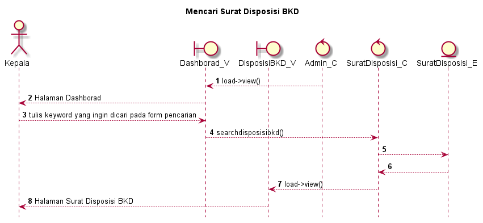 Mencari Surat Disposisi BKD
Kepala
Dashborad_V
DisposisiBKD_V
Admin_C
SuratDisposisi_C
SuratDisposisi_E
1 load->view()
2 Halaman Dashborad
3 tulis keyword yang ingin dicari pada form pencarian
4 searchdisposisibkd()
5
6
7 load->view()
8 Halaman Surat Disposisi BKD